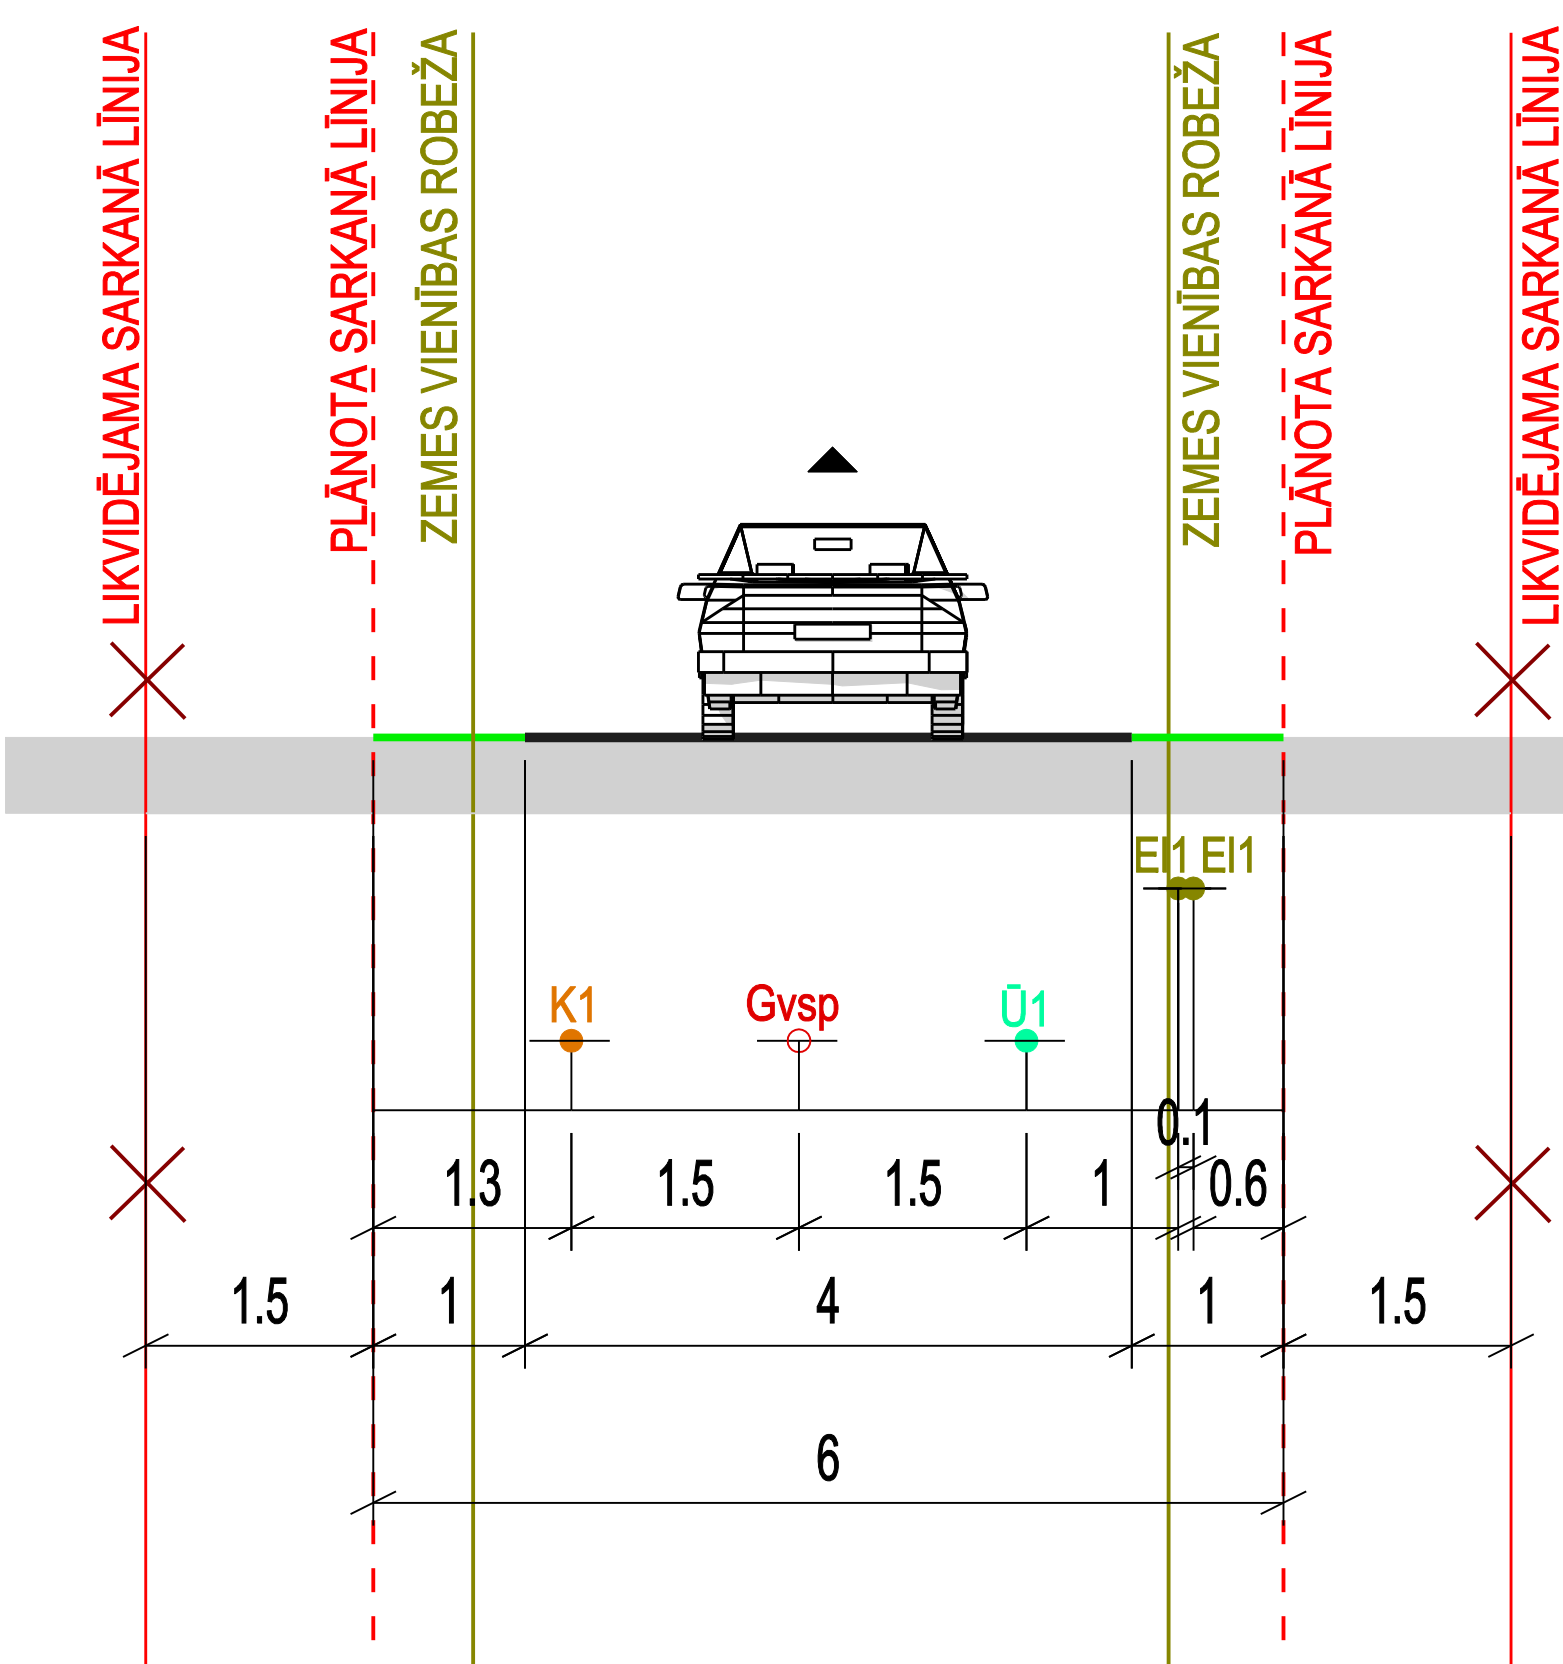 LIKVIDĒJAMA SARKANĀ LĪNIJA
PLĀNOTA SARKANĀ LĪNIJA
ZEMES VIENĪBAS ROBEŽA
ZEMES VIENĪBAS ROBEŽA
PLĀNOTA SARKANĀ LĪNIJA
LIKVIDĒJAMA SARKANĀ LĪNIJA
El1 El1
K1 Gvsp Ū1
0.1
1.3 1.5 1.5 1 0.6
1.5 1 4 1 1.5
6